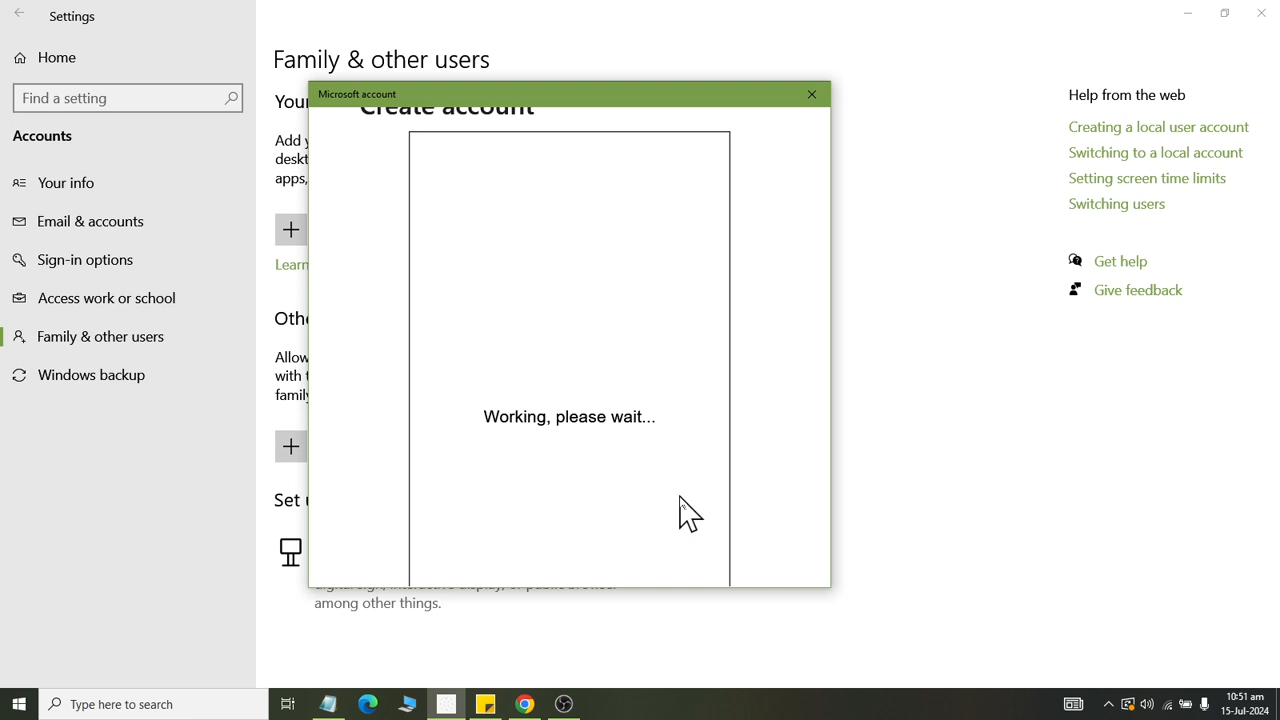 Settings
Home
Find a setting
Accounts
Your info
Email & accounts
Sign-in options
Access work or school
Family & other users
Windows backup
Family & other users
Microsoft account
Create account
Working, please wait...
among other things.
Help from the web
Creating a local user account
Switching to a local account
Setting screen time limits
Switching users
Get help
Give feedback
Type here to search
10:51 am
15-Jul-2024